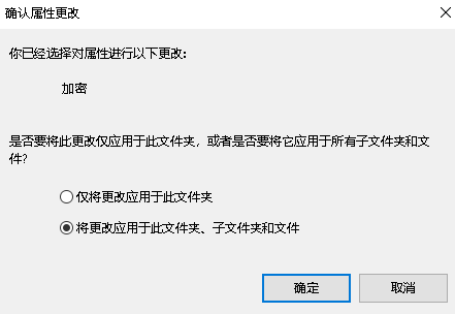 确认属性更改
你已经选择对属性进行以下更改:
加密
是否要将此更改仅应用于此文件夹，或者是否要将它应用于所有子文件夹和文
件?
仅将更改应用于此文件夹
将更改应用于此文件夹、子文件夹和文件
确定 取消